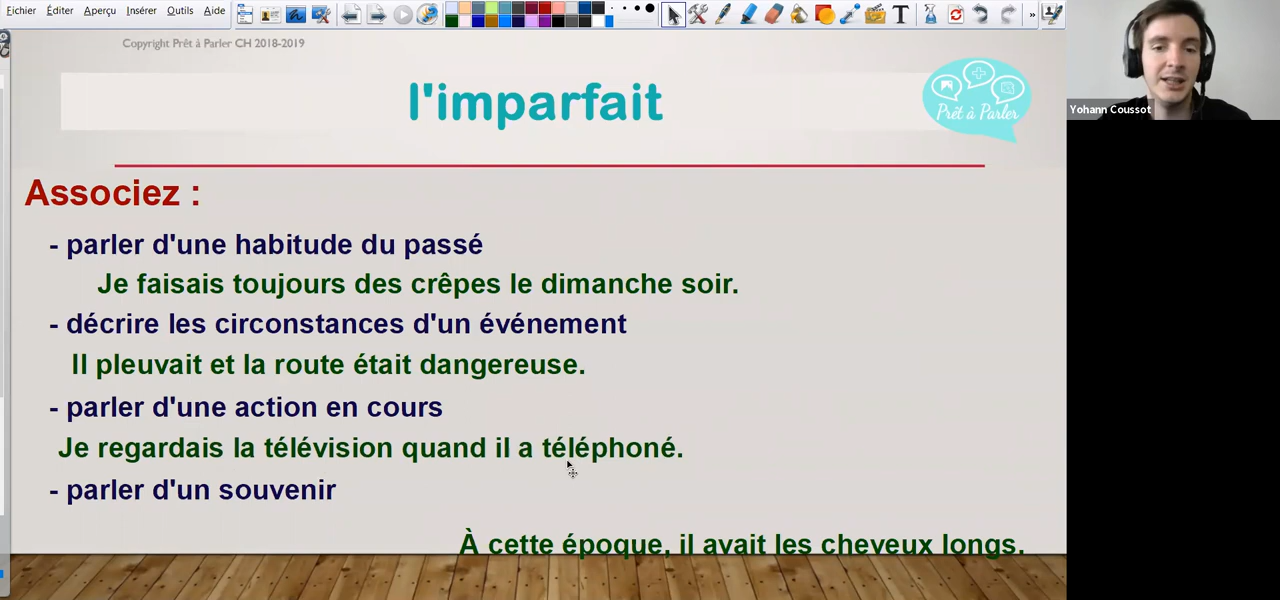 Fichier Éditer Aperçu Insérer Outils Aide
T
»
Copyright Prêt à Parler CH 2018-2019
l'imparfait
Prêt à Parler
Yohann Coussot
Associez :
- parler d'une habitude du passé
Je faisais toujours des crêpes le dimanche soir.
- décrire les circonstances d'un événement
Il pleuvait et la route était dangereuse.
- parler d'une action en cours
Je regardais la télévision quand il a téléphoné.
- parler d'un souvenir
À cette époque, il avait les cheveux longs.